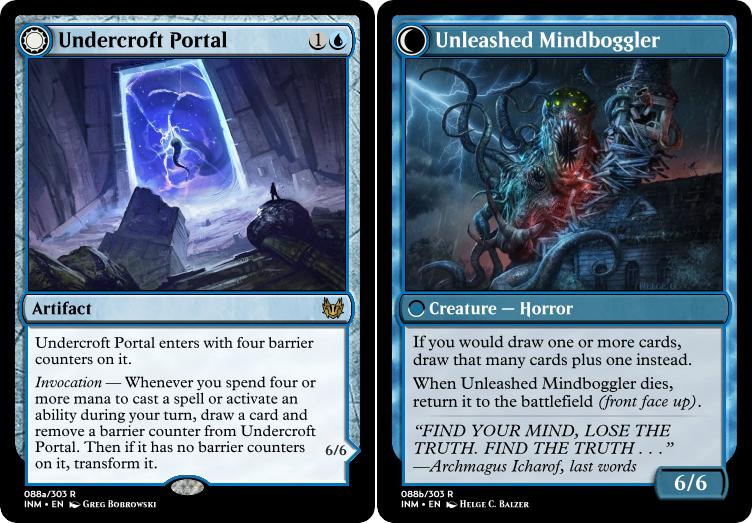 Undercroft Portal
1
Artifact
Undercroft Portal enters with four barrier
counters on it.
Invocation — Whenever you spend four or
more mana to cast a spell or activate an
ability during your turn, draw a card and
remove a barrier counter from Undercroft
Portal. Then if it has no barrier counters
on it, transform it.
6/6
088a/303 R
INM • EN Greg Bobrowski
Unleashed Mindboggler
HELGE C.
Creature — Horror
If you would draw one or more cards,
draw that many cards plus one instead.
When Unleashed Mindboggler dies,
return it to the battlefield (front face up).
“FIND YOUR MIND, LOSE THE
TRUTH. FIND THE TRUTH . . .”
—Archmagus Icharof, last words
6/6
088b/303 R
INM • EN Helge C. Balzer